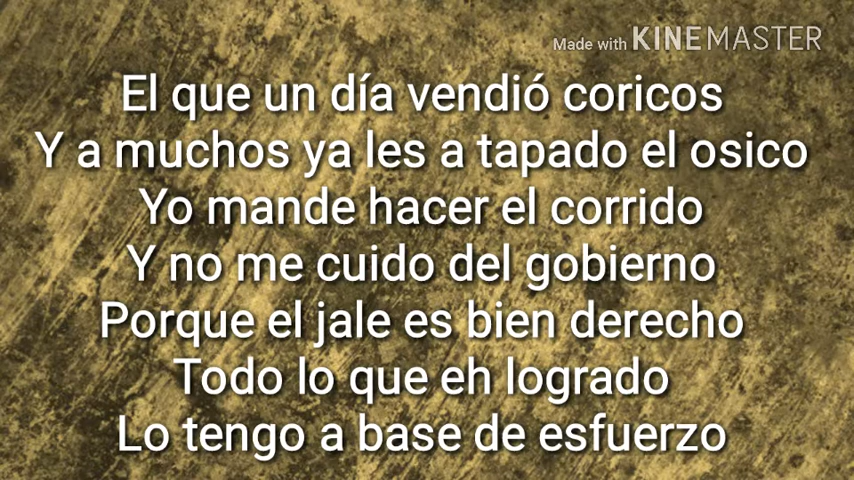 Made with KINEMASTER
El que un día vendió coricos
Y a muchos ya les a tapado el osico
Yo mande hacer el corrido
Y no me cuido del gobierno
Porque el jale es bien derecho
Todo lo que eh logrado
Lo tengo a base de esfuerzo